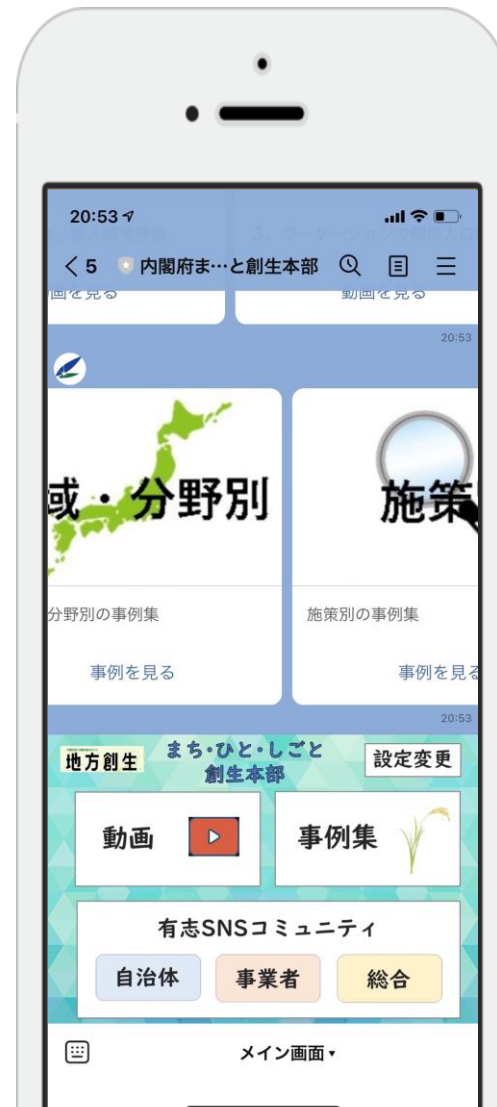 20:53
5 内閣府ま…と創生本部
動画を見る
20:53
或・分野別
施策
分野別の事例集
施策別の事例集
事例を見る
事例を見る
20:53
地方創生
まち・ひと・しごと
創生本部
設定変更
動画
事例集
有志SNSコミュニティ
自治体
事業者
総合
メイン画面▾